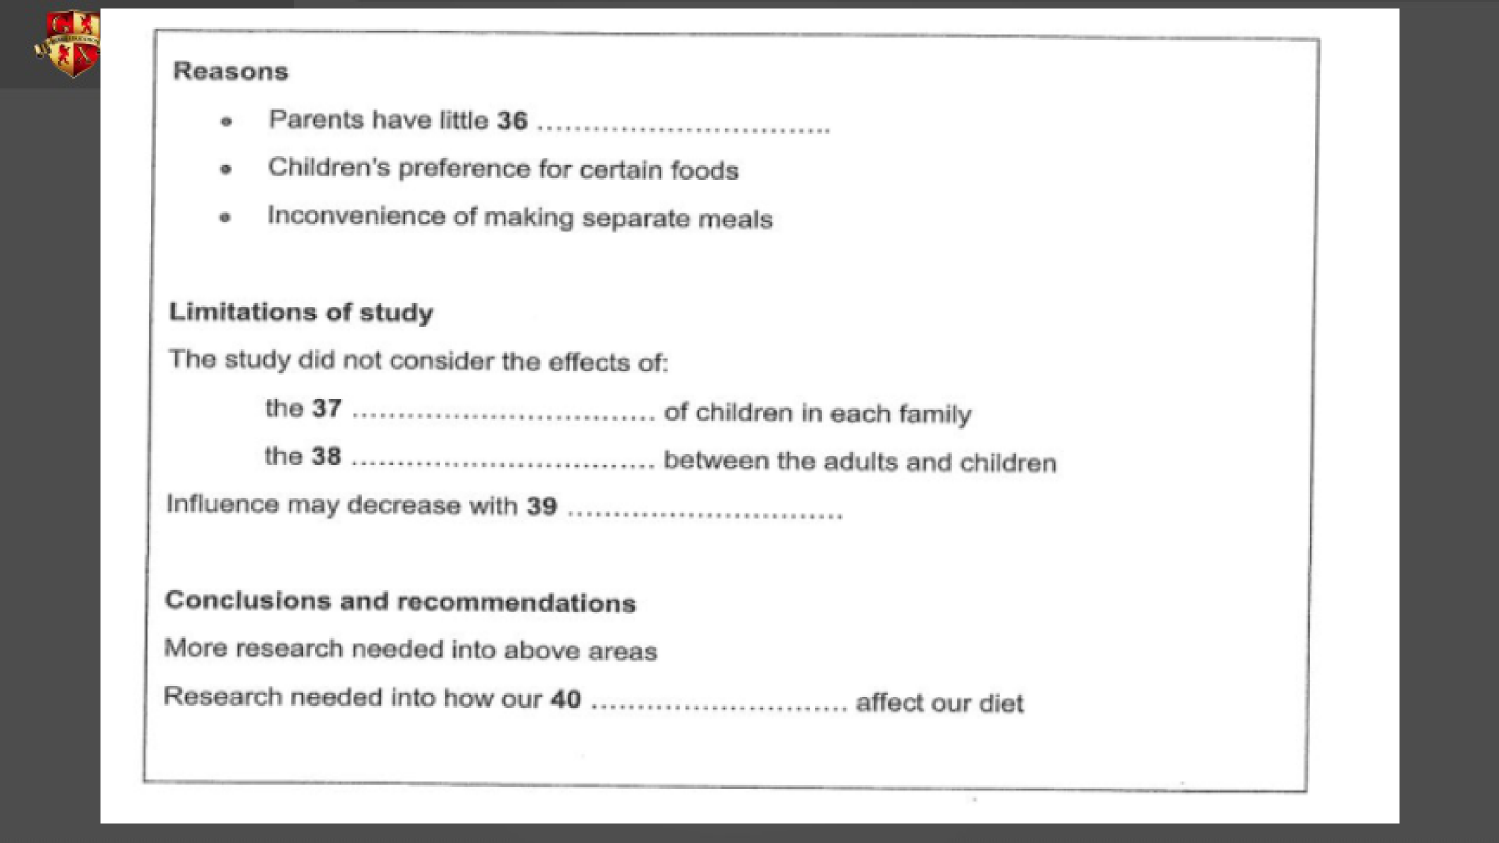 Reasons
• Parents have little 36 ................................
• Children's preference for certain foods
• Inconvenience of making separate meals
Limitations of study
The study did not consider the effects of:
the 37 ................................. of children in each family
the 38 ................................. between the adults and children
Influence may decrease with 39 ..............................
Conclusions and recommendations
More research needed into above areas
Research needed into how our 40 ............................ affect our diet